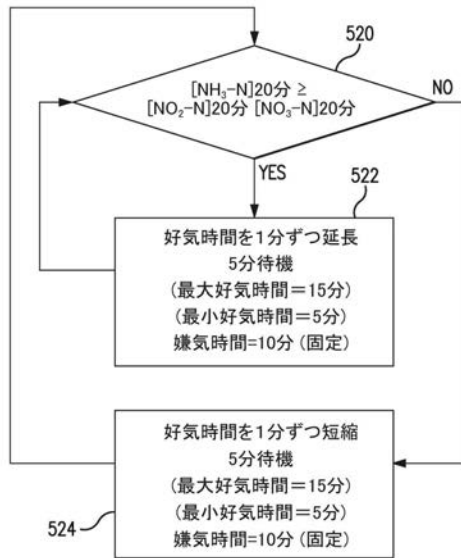 520
[NH₃-N]20分 ≥
[NO₂-N]20分 [NO₃-N]20分
NO
YES
522
好気時間を1分ずつ延長
5分待機
(最大好気時間=15分)
(最小好気時間=5分)
嫌気時間=10分(固定)
好気時間を1分ずつ短縮
5分待機
(最大好気時間=15分)
(最小好気時間=5分)
嫌気時間=10分(固定)
524